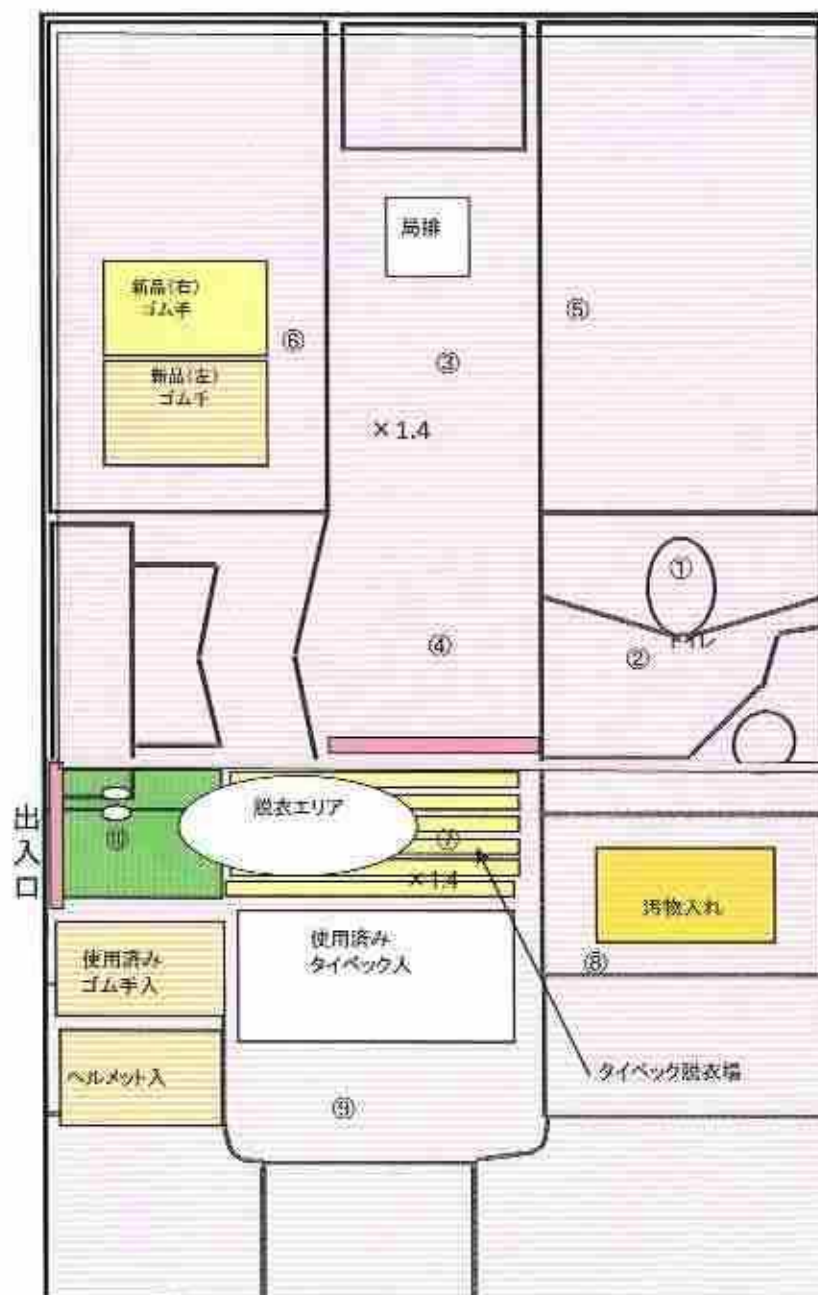 局排
新品(右)
ゴム手
⑤
⑥
③
新品(左)
ゴム手
×1.4
①
④
②
トイレ
出入口
脱衣エリア
⑪
⑦
×1.4
汚物入れ
使用済み
タイベック入
使用済み
ゴム手入
⑧
タイベック脱衣場
ヘルメット入
⑨